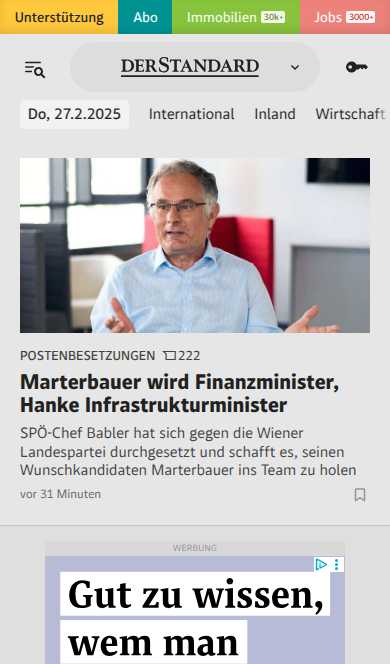 Unterstützung Abo Immobilien 30k+ Jobs 3000+
DERSTANDARD
Do, 27.2.2025 International Inland Wirtschaft
POSTENBESETZUNGEN 222
Marterbauer wird Finanzminister,
Hanke Infrastrukturminister
SPÖ-Chef Babler hat sich gegen die Wiener
Landespartei durchgesetzt und schafft es, seinen
Wunschkandidaten Marterbauer ins Team zu holen
vor 31 Minuten
WERBUNG
Gut zu wissen,
wem man